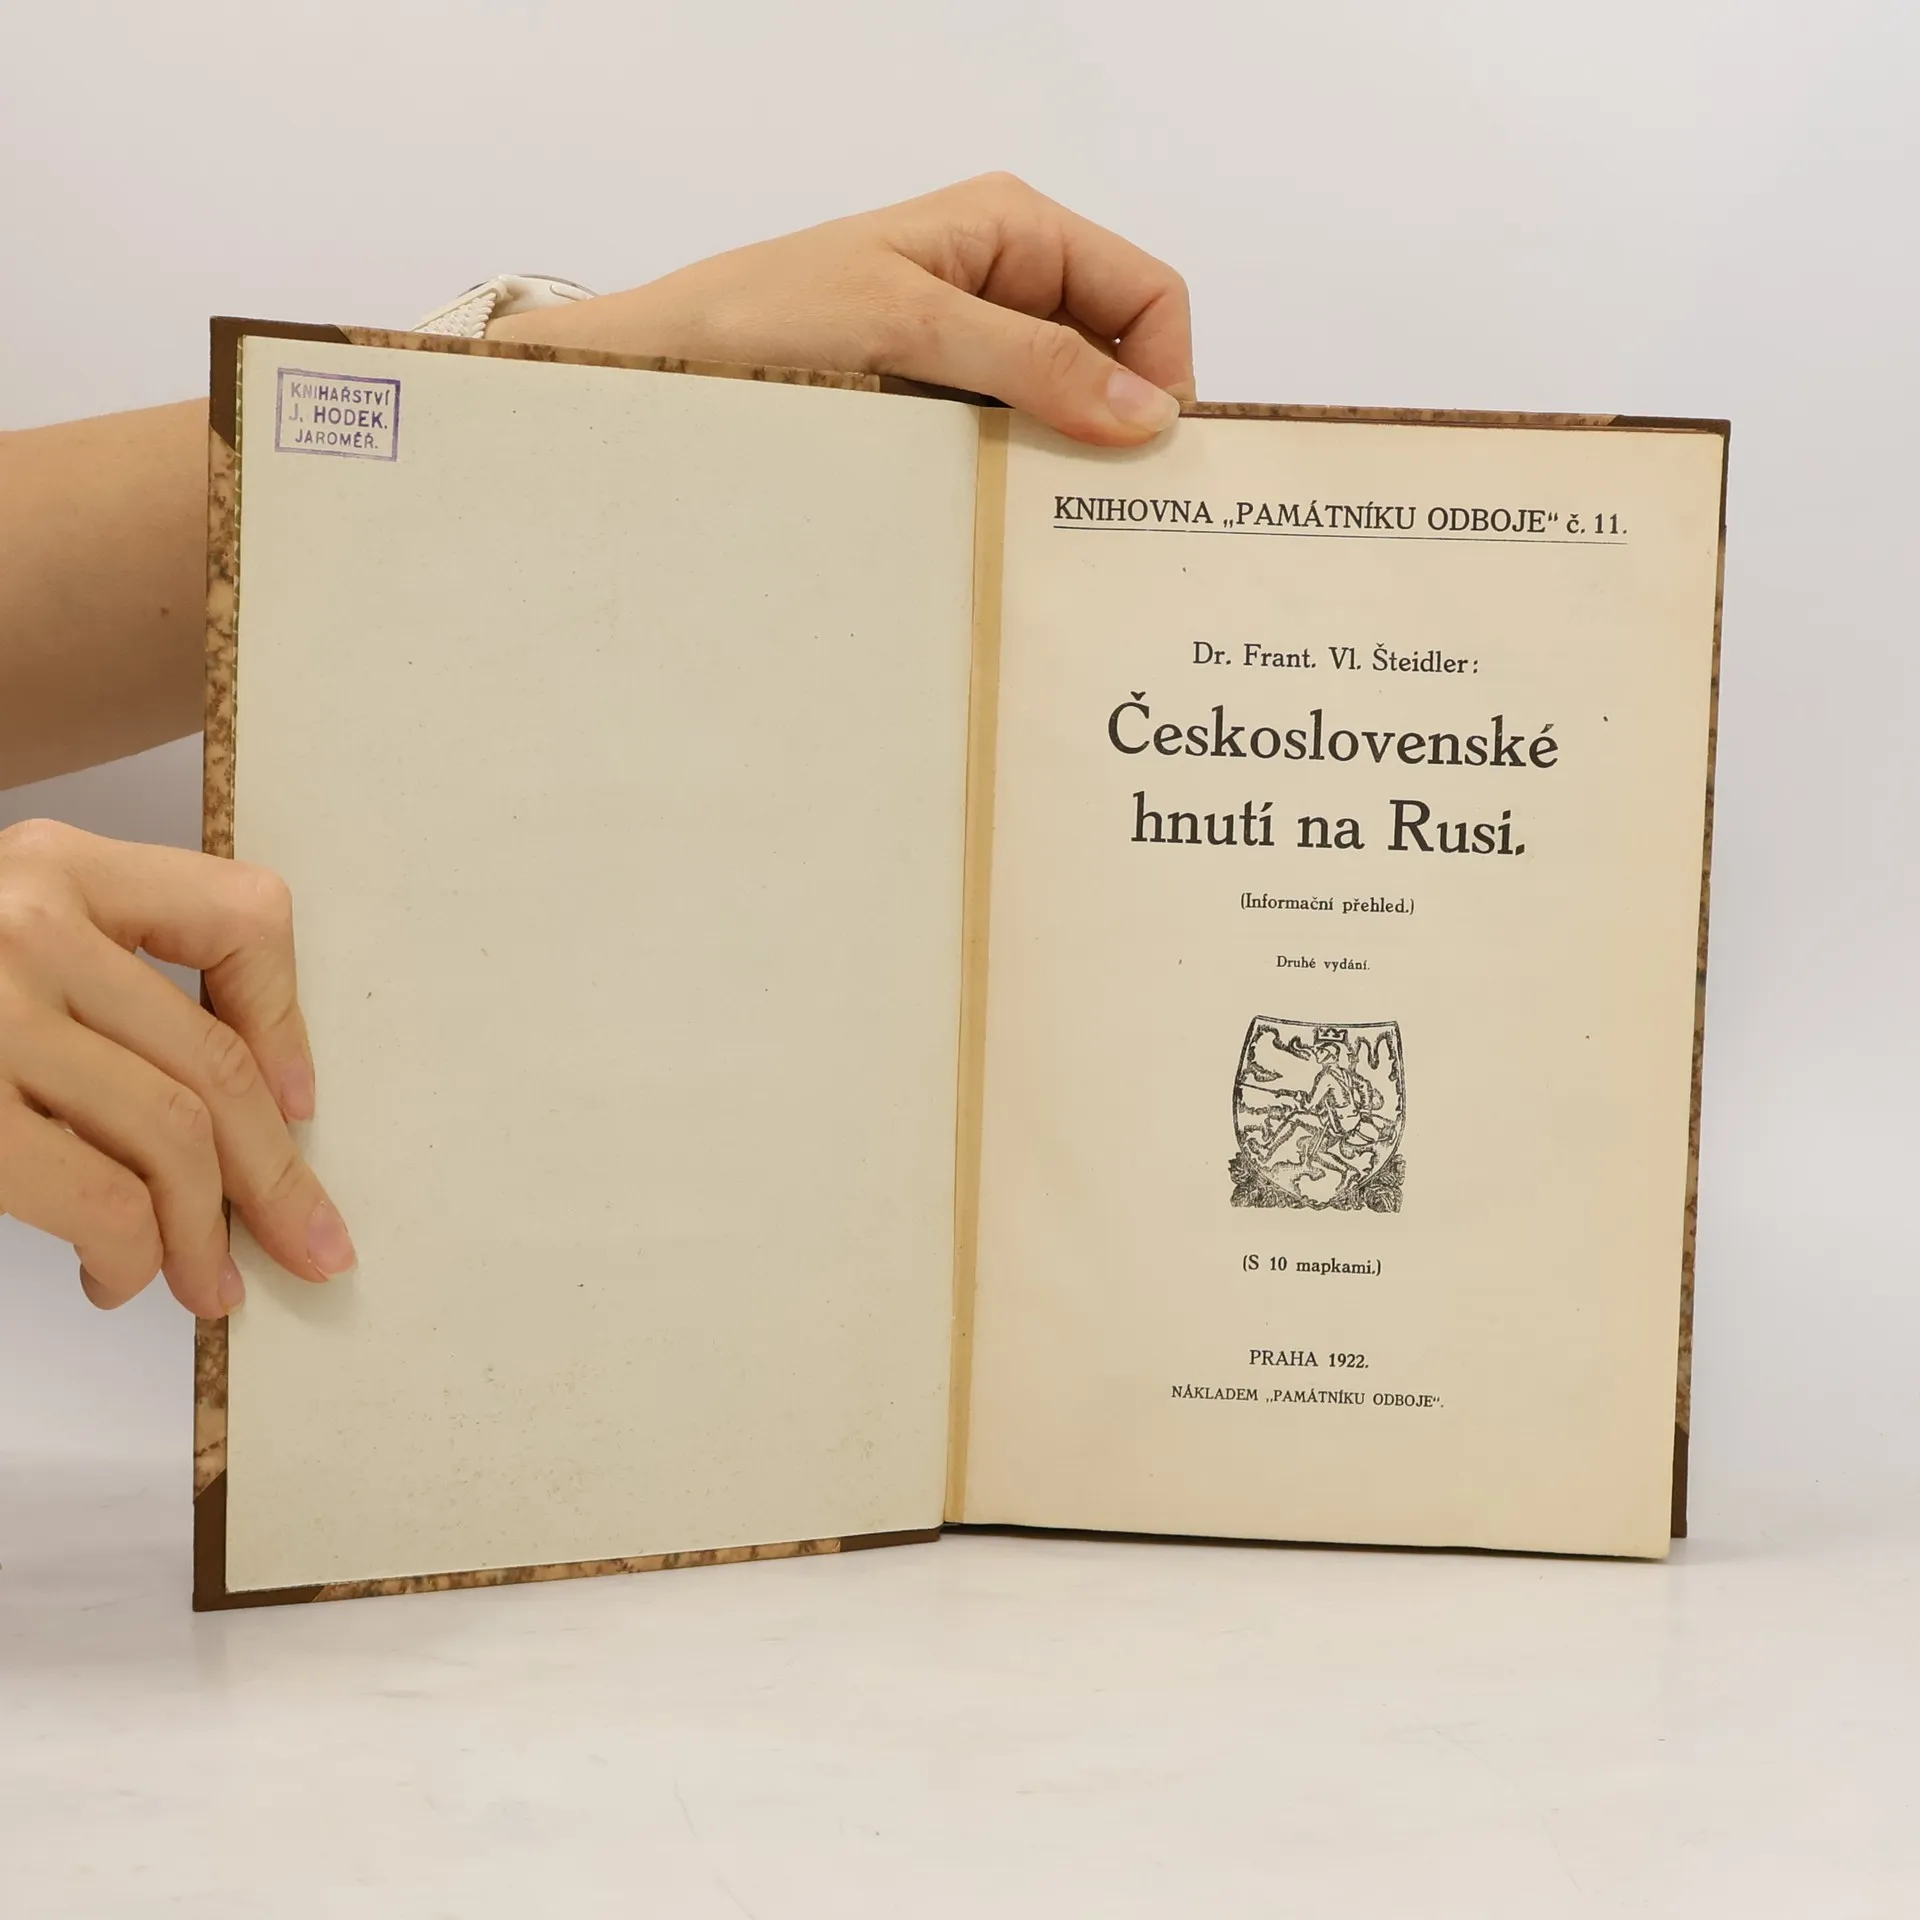 KNIHAŘSTVÍ
J. HODEK.
JAROMĚŘ.
KNIHOVNA „PAMÁTNÍKU ODBOJE“ č. 11.
Dr. Frant. Vl. Šteidler:
Československé
hnutí na Rusi.
(Informační přehled.)
Druhé vydání.
(S 10 mapkami.)
PRAHA 1922.
NÁKLADEM „PAMÁTNÍKU ODBOJE“.